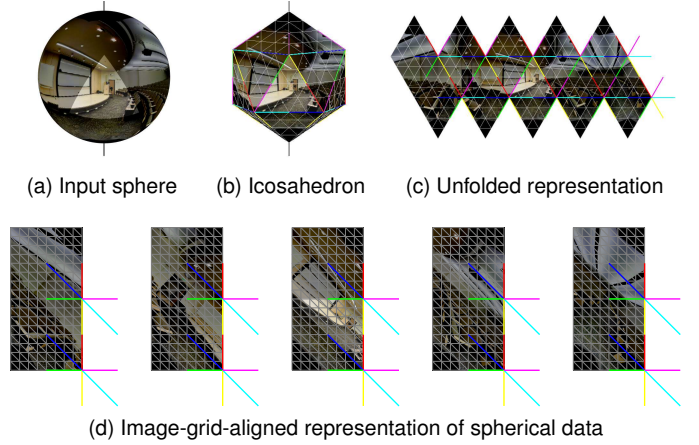 (a) Input sphere
(b) Icosahedron
(c) Unfolded representation
(d) Image-grid-aligned representation of spherical data